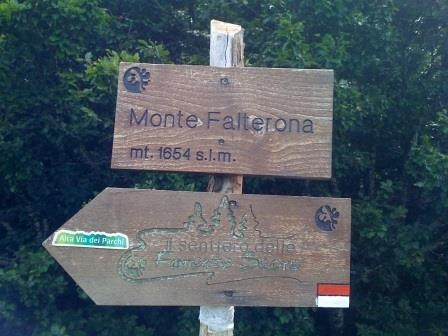 Monte Falterona
mt. 1654 s.l.m.
Alta Via dei Parchi
Il sentiero delle
Foreste Sacre